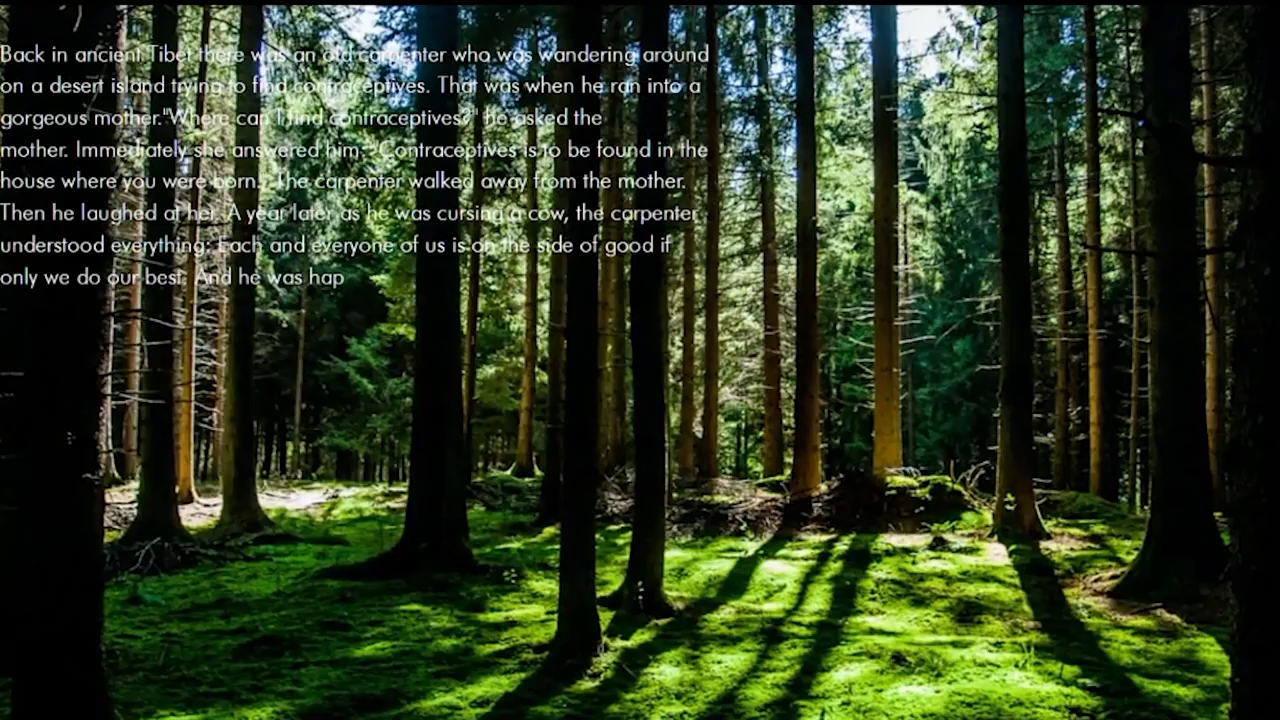 Back in ancient Tibet there was an old carpenter who was wandering around
on a desert island trying to find contraceptives. That was when he ran into a
gorgeous mother."Where can I find contraceptives?" he asked the
mother. Immediately she answered him: "Contraceptives is to be found in the
house where you were born." The carpenter walked away from the mother.
Then he laughed at her. A year later as he was cursing a cow, the carpenter
understood everything: Each and everyone of us is on the side of good if
only we do our best. And he was hap